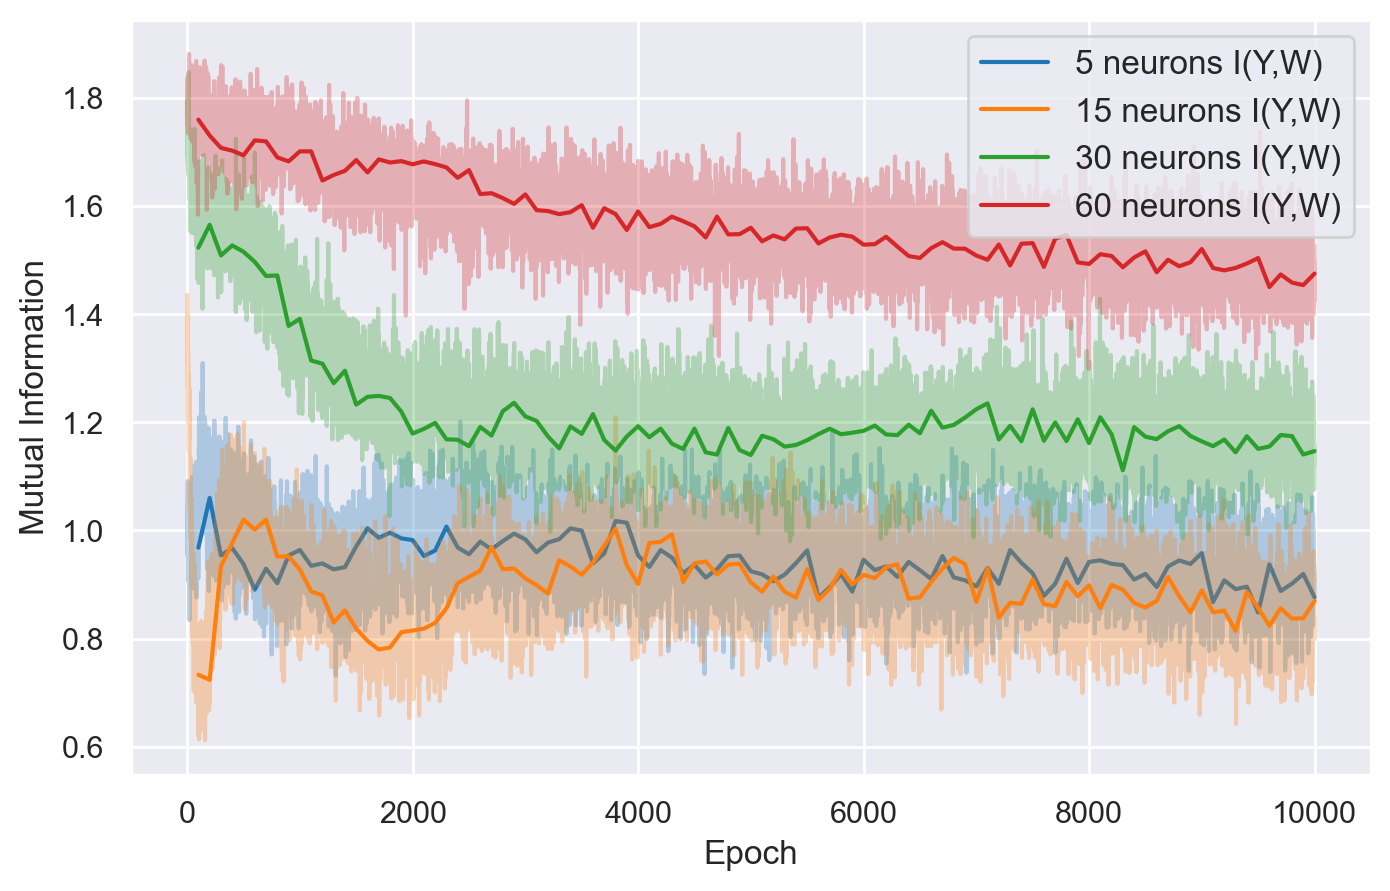 5 neurons I(Y,W)
15 neurons I(Y,W)
30 neurons I(Y,W)
60 neurons I(Y,W)
Mutual Information
1.8
1.6
1.4
1.2
1.0
0.8
0.6
0 2000 4000 6000 8000 10000
Epoch